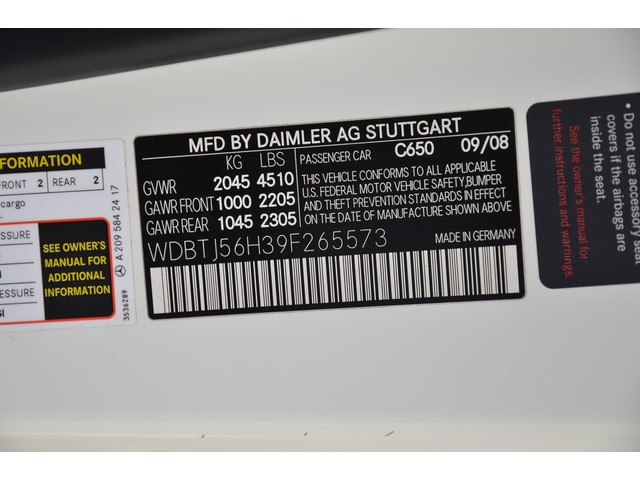 MFD BY DAIMLER AG STUTTGART
KG LBS PASSENGER CAR C650 09/08
GVWR 2045 4510
GAWR FRONT 1000 2205
GAWR REAR 1045 2305
THIS VEHICLE CONFORMS TO ALL APPLICABLE
U.S. FEDERAL MOTOR VEHICLE SAFETY, BUMPER
AND THEFT PREVENTION STANDARDS IN EFFECT
ON THE DATE OF MANUFACTURE SHOWN ABOVE.
WDBTJ56H39F265573 MADE IN GERMANY
FORMATION
FRONT 2 REAR 2
cargo
SEE OWNER'S
MANUAL FOR
ADDITIONAL
INFORMATION
A 209 584 24 17
3536289
See the owner's manual for
further instructions and warnings.
• Do not use accessory
covers if the airbags are
inside the seat.